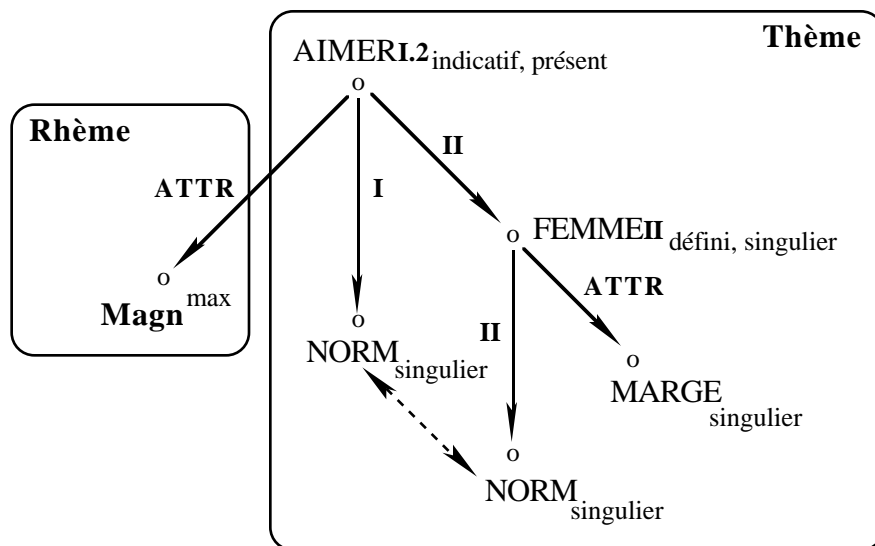 Thème
AIMERI.2 indicatif, présent
o
Rhème
II
ATTR
I
o FEMMEII défini, singulier
ATTR
o
Magn max
o
II
NORM singulier
o
MARGE singulier
o
NORM singulier